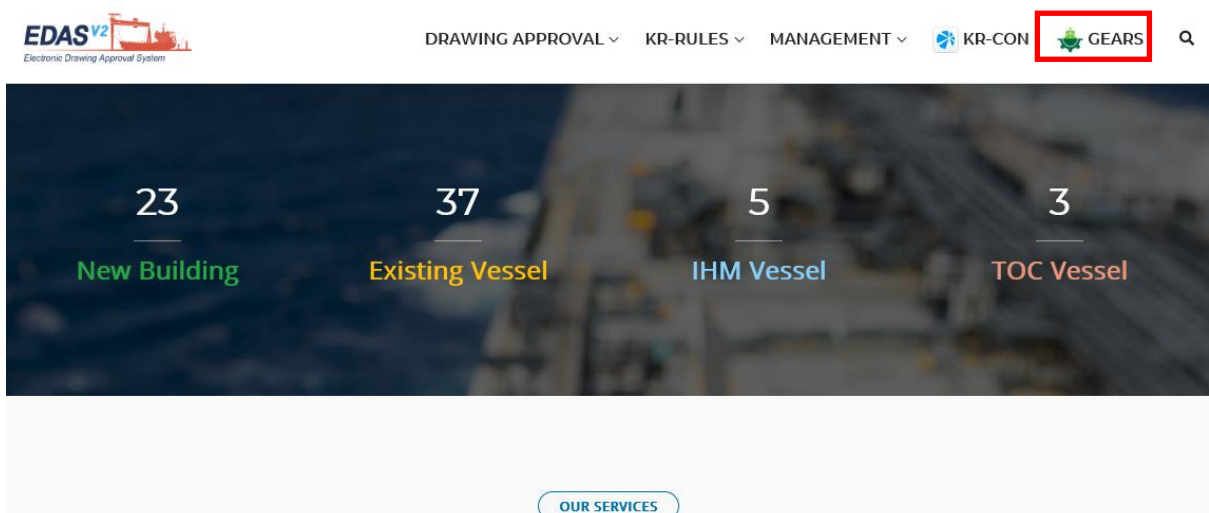 EDAS V2
Electronic Drawing Approval System
DRAWING APPROVAL KR-RULES MANAGEMENT KR-CON GEARS
23 37 5 3
New Building Existing Vessel IHM Vessel TOC Vessel
OUR SERVICES